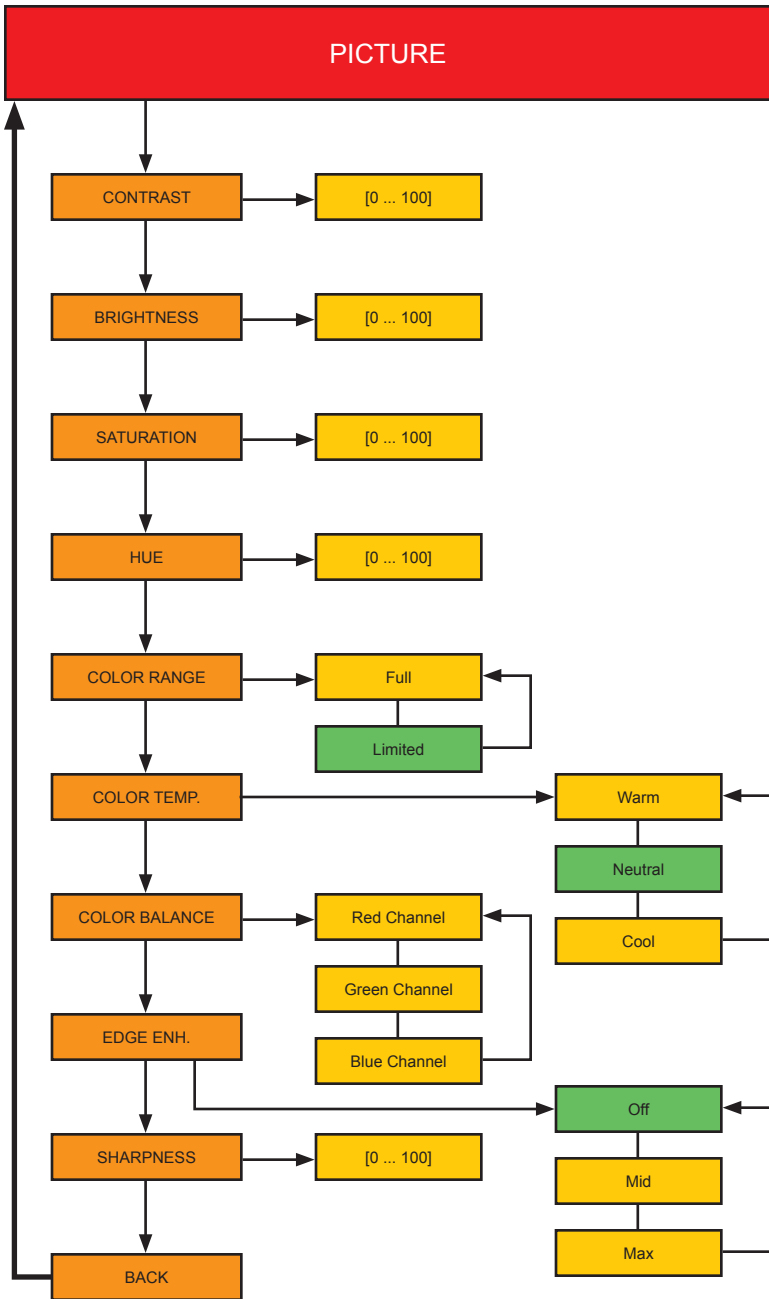 PICTURE
CONTRAST
[0 ... 100]
BRIGHTNESS
[0 ... 100]
SATURATION
[0 ... 100]
HUE
[0 ... 100]
COLOR RANGE
Full
Limited
COLOR TEMP.
Warm
Neutral
Cool
COLOR BALANCE
Red Channel
Green Channel
Blue Channel
EDGE ENH.
Off
Mid
Max
SHARPNESS
[0 ... 100]
BACK